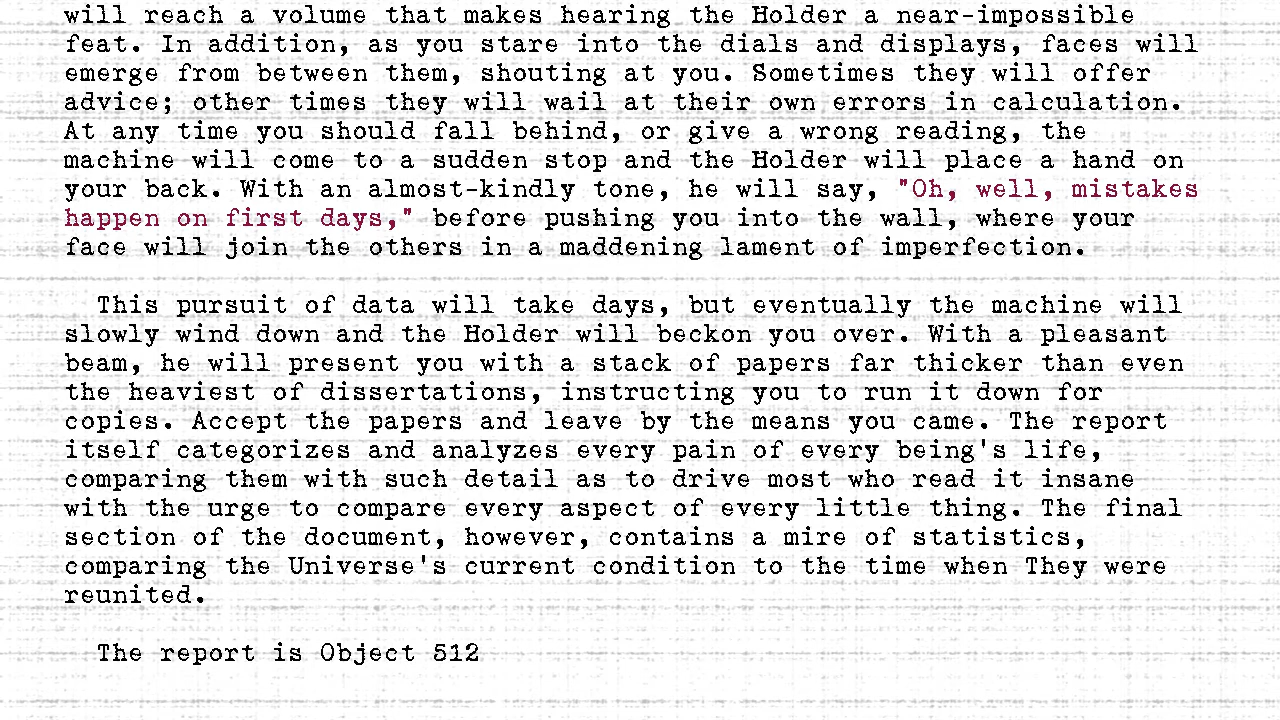 will reach a volume that makes hearing the Holder a near-impossible
feat. In addition, as you stare into the dials and displays, faces will
emerge from between them, shouting at you. Sometimes they will offer
advice; other times they will wail at their own errors in calculation.
At any time you should fall behind, or give a wrong reading, the
machine will come to a sudden stop and the Holder will place a hand on
your back. With an almost-kindly tone, he will say, "Oh, well, mistakes
happen on first days," before pushing you into the wall, where your
face will join the others in a maddening lament of imperfection.
This pursuit of data will take days, but eventually the machine will
slowly wind down and the Holder will beckon you over. With a pleasant
beam, he will present you with a stack of papers far thicker than even
the heaviest of dissertations, instructing you to run it down for
copies. Accept the papers and leave by the means you came. The report
itself categorizes and analyzes every pain of every being's life,
comparing them with such detail as to drive most who read it insane
with the urge to compare every aspect of every little thing. The final
section of the document, however, contains a mire of statistics,
comparing the Universe's current condition to the time when They were
reunited.
The report is Object 512